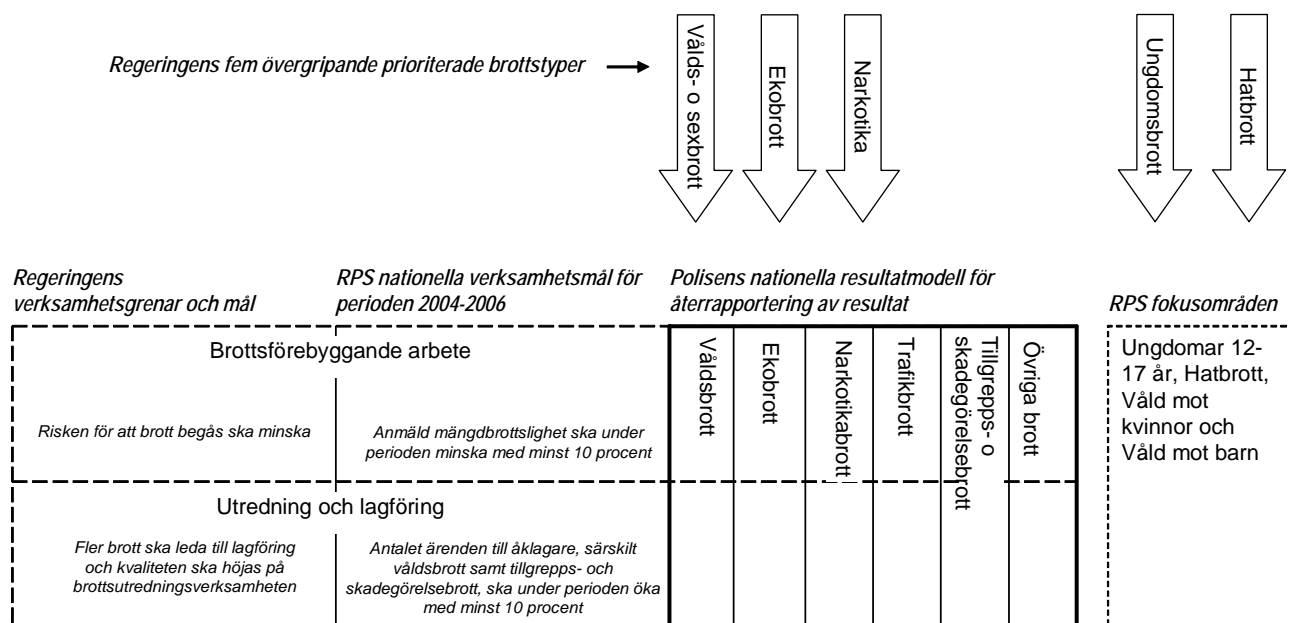 Regeringens fem övergripande prioriterade brottstyper
Vålds- o sexbrott
Ekobrott
Narkotika
Ungdomsbrott
Hatbrott
Regeringens
verksamhetsgrenar och mål
RPS nationella verksamhetsmål för
perioden 2004-2006
Polisens nationella resultatmodell för
återrapportering av resultat
RPS fokusområden
Brottsförebyggande arbete
Risken för att brott begås ska minska
Anmäld mängdbrottslighet ska under
perioden minska med minst 10 procent
Våldsbrott
Ekobrott
Narkotikabrott
Trafikbrott
Tillgrepps- o
skadegörelsebrott
Övriga brott
Ungdomar 12-
17 år, Hatbrott,
Våld mot
kvinnor och
Våld mot barn
Utredning och lagföring
Fler brott ska leda till lagföring
och kvaliteten ska höjas på
brottsutredningsverksamheten
Antalet ärenden till åklagare, särskilt
våldsbrott samt tillgrepps- och
skadegörelsebrott, ska under perioden öka
med minst 10 procent